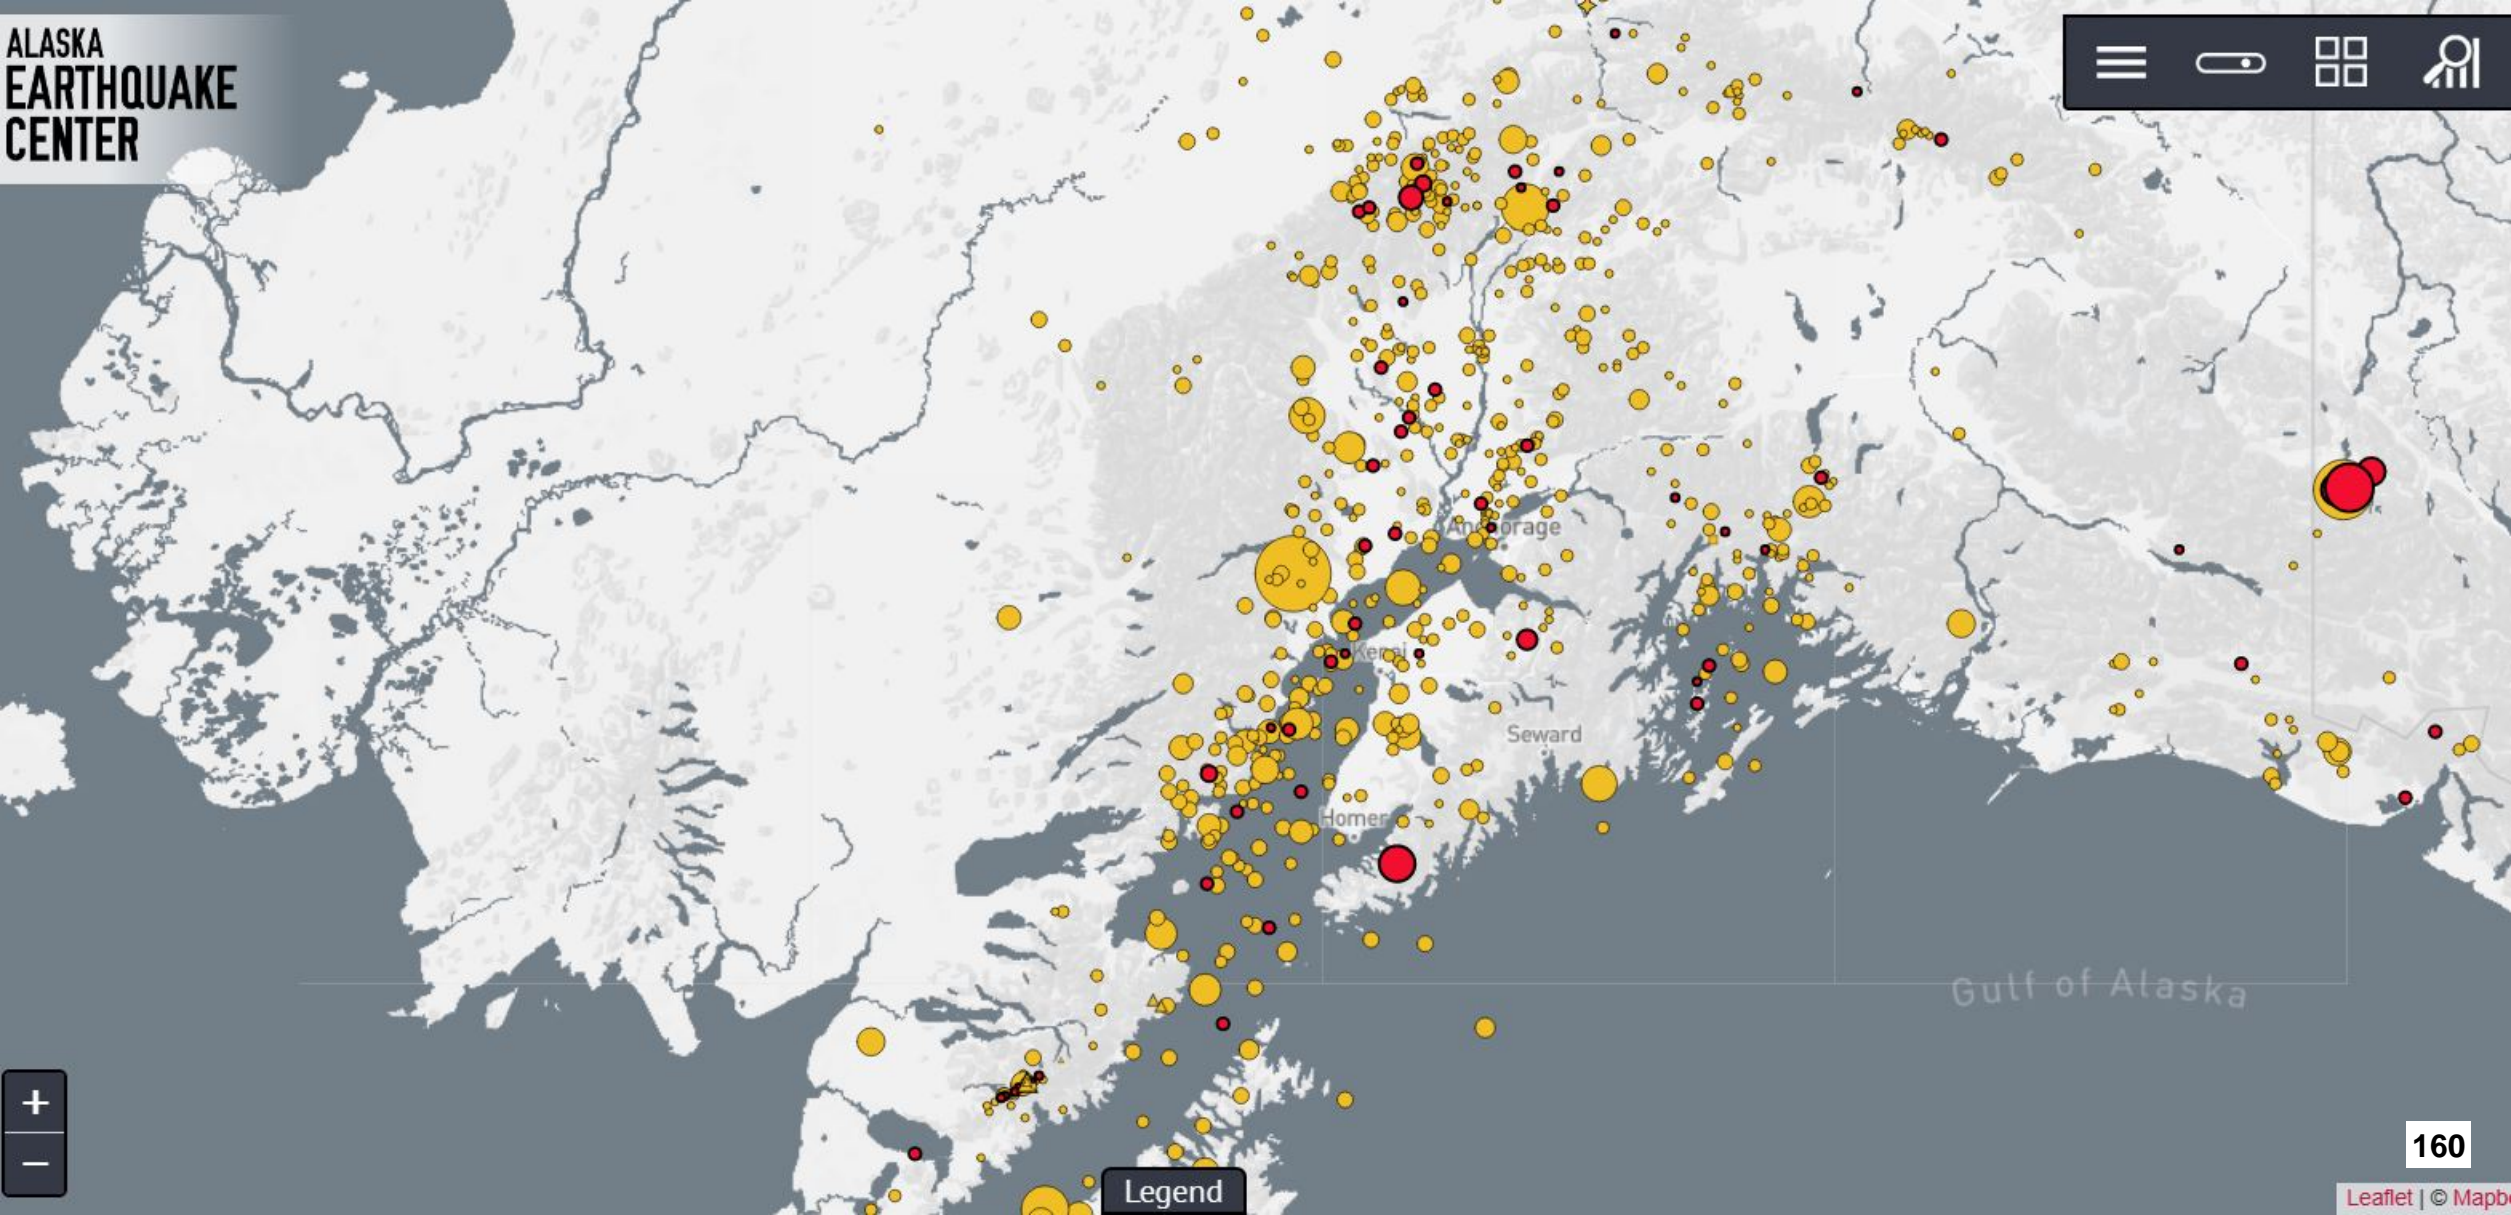 ALASKA
EARTHQUAKE
CENTER
Anchorage
Kenai
Seward
Homer
Gulf of Alaska
+
−
160
Legend
Leaflet | © Mapb